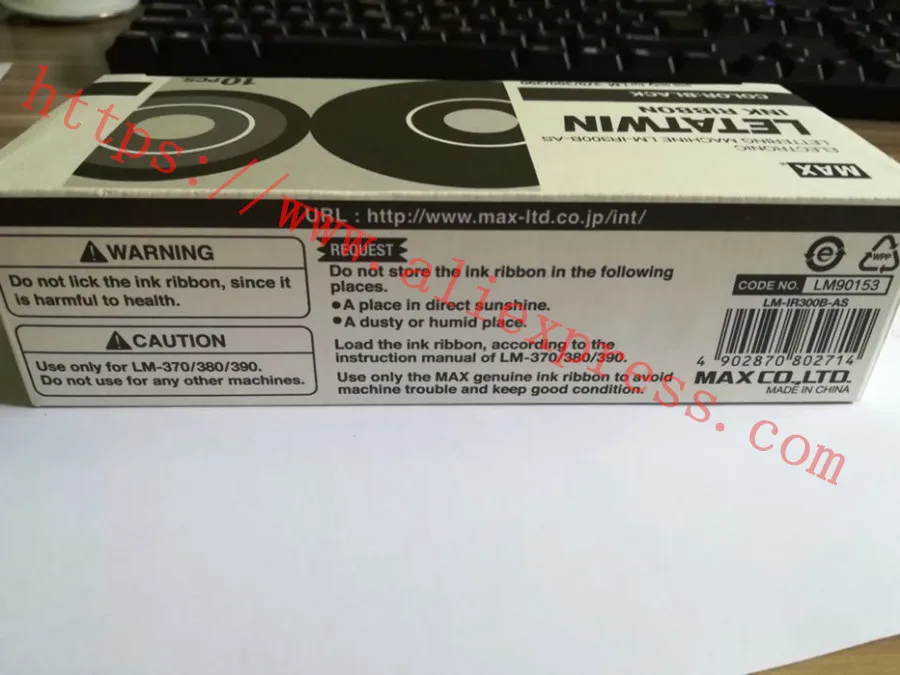 10PCS
COLOR:BLACK
INK RIBBON
LETATWIN
LETTERING MACHINE LM-IR300B-AS
ELECTRONIC
MAX
URL : http://www.max-ltd.co.jp/int/
WARNING
Do not lick the ink ribbon, since it
is harmful to health.
CAUTION
Use only for LM-370/380/390.
Do not use for any other machines.
REQUEST
Do not store the ink ribbon in the following
places.
●A place in direct sunshine.
●A dusty or humid place.
Load the ink ribbon, according to the
instruction manual of LM-370/380/390.
Use only the MAX genuine ink ribbon to avoid
machine trouble and keep good condition.
WPP
CODE NO. LM90153
LM-IR300B-AS
4 902870 802714
MAX CO.,LTD.
MADE IN CHINA
https://www.aliexpress.com